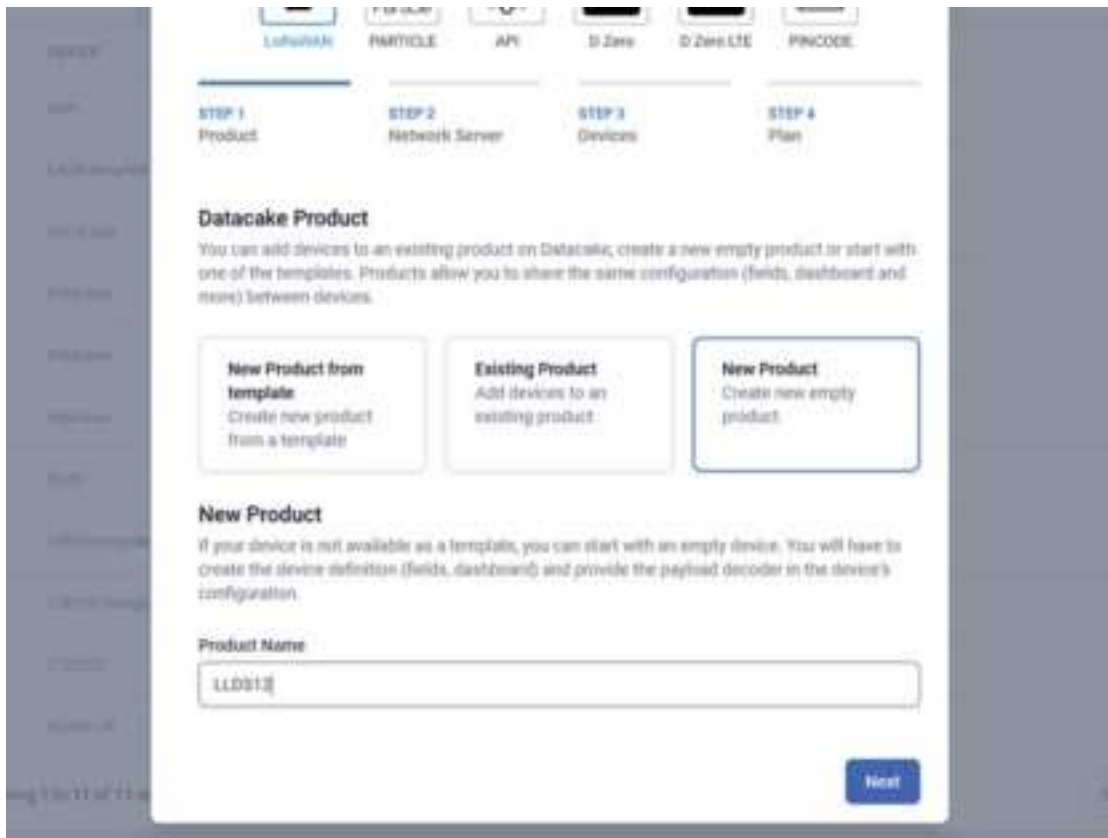 LoRaWAN PARTICLE API D Zero D Zero LTE PINCODE
STEP 1 STEP 2 STEP 3 STEP 4
Product Network Server Devices Plan
Datacake Product
You can add devices to an existing product on Datacake, create a new empty product or start with
one of the templates. Products allow you to share the same configuration (fields, dashboard and
more) between devices.
New Product from
template
Create new product
from a template
Existing Product
Add devices to an
existing product
New Product
Create new empty
product
New Product
If your device is not available as a template, you can start with an empty device. You will have to
create the device definition (fields, dashboard) and provide the payload decoder in the device's
configuration.
Product Name
LLDS12
Next